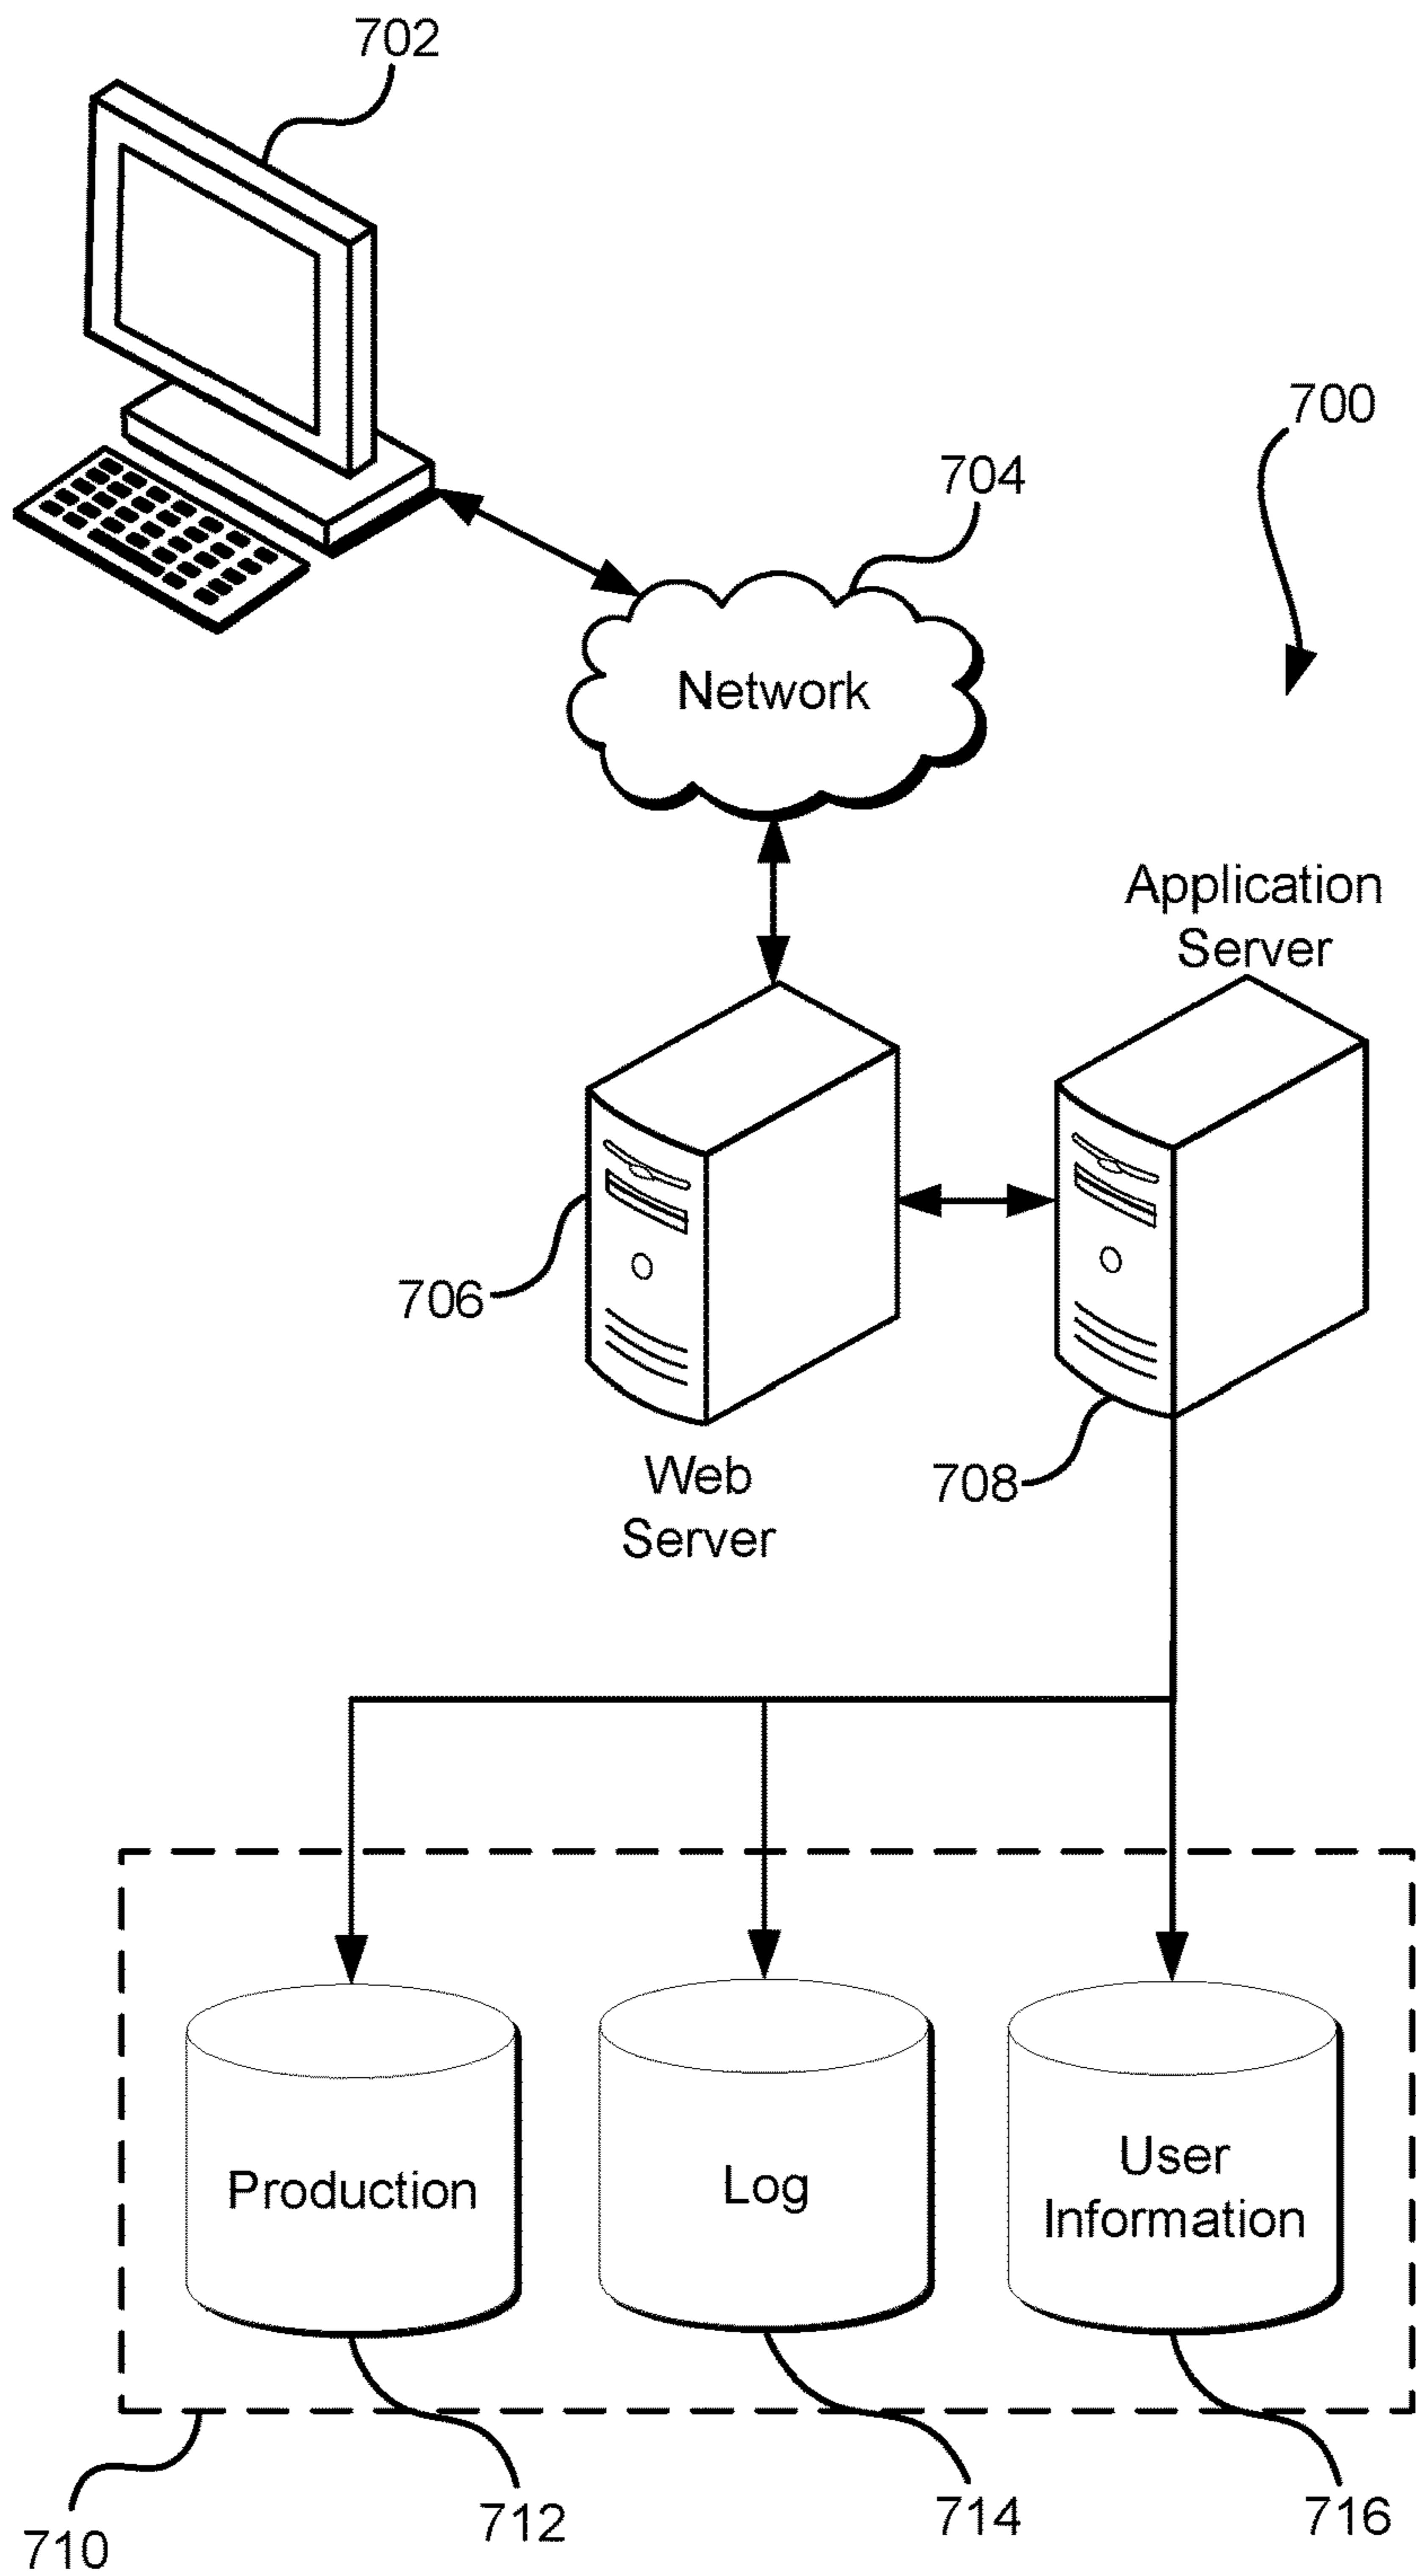 702
700
704
Network
Application
Server
706
708
Web
Server
Production
Log
User
Information
710
712
714
716